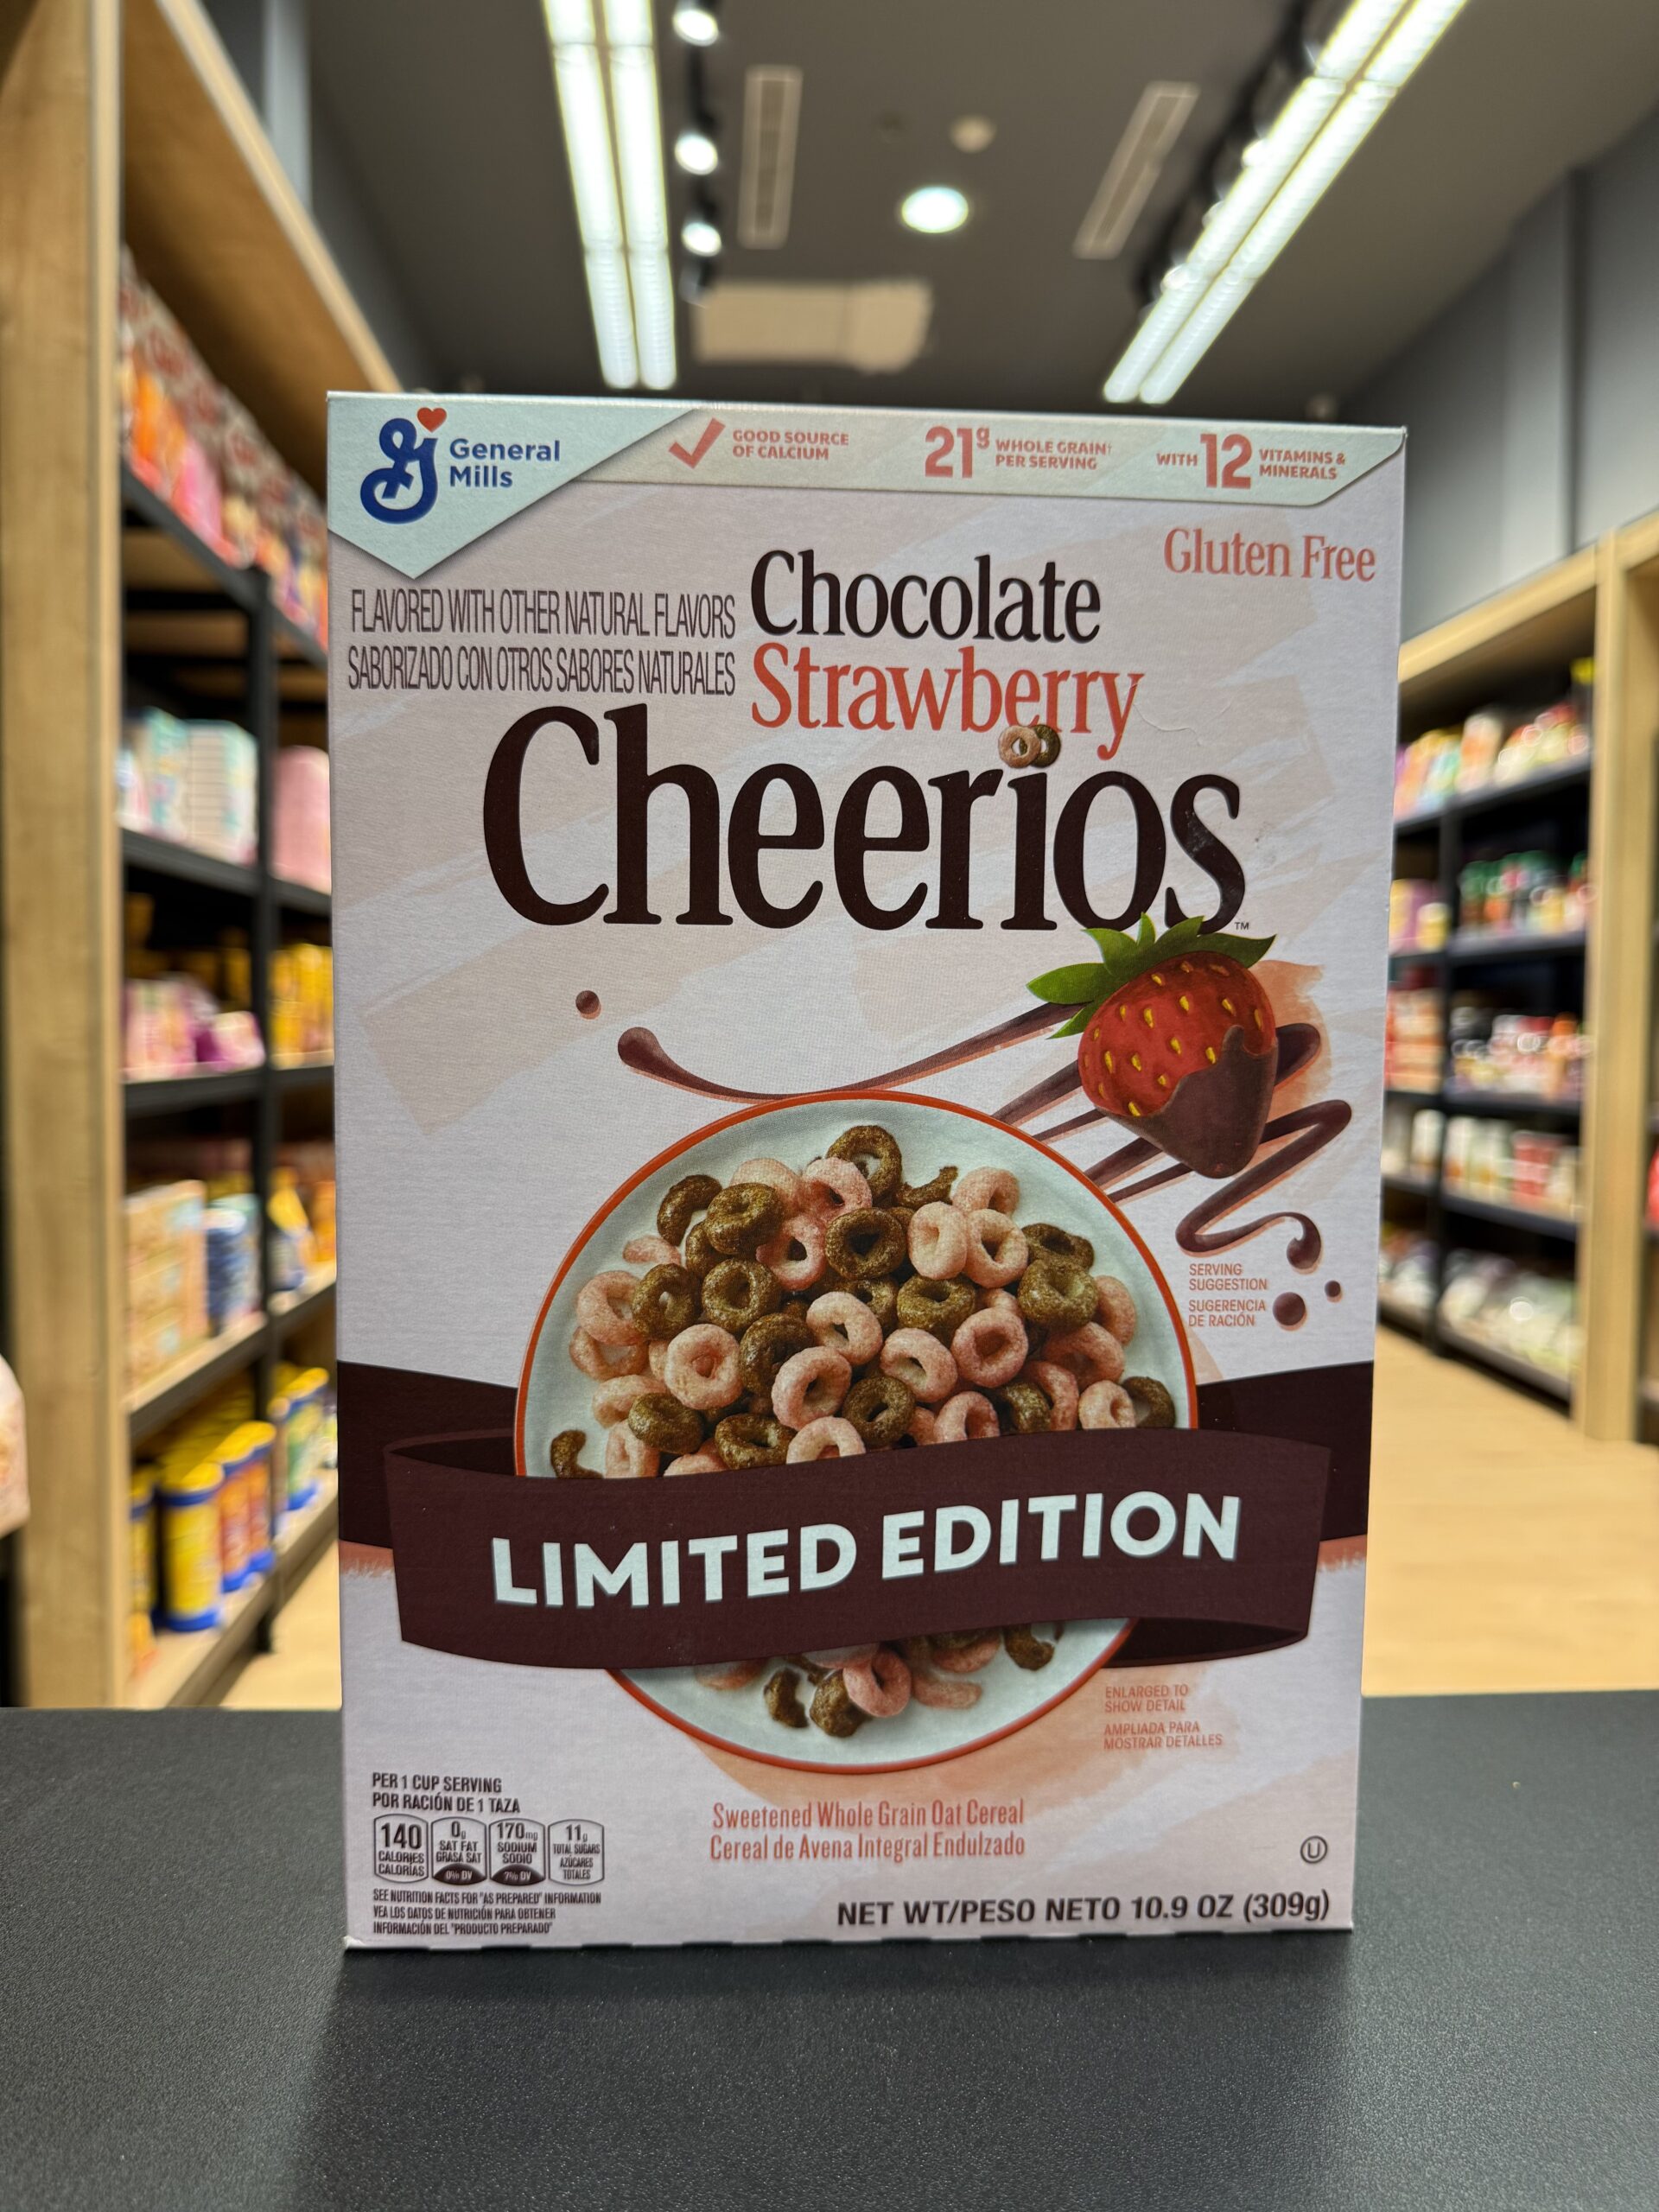 General
Mills
GOOD SOURCE
OF CALCIUM
21g WHOLE GRAIN†
PER SERVING
WITH 12 VITAMINS &
MINERALS
Gluten Free
FLAVORED WITH OTHER NATURAL FLAVORS
SABORIZADO CON OTROS SABORES NATURALES
Chocolate
Strawberry
Cheerios™
SERVING
SUGGESTION
SUGERENCIA
DE RACIÓN
LIMITED EDITION
ENLARGED TO
SHOW DETAIL
AMPLIADA PARA
MOSTRAR DETALLES
PER 1 CUP SERVING
POR RACIÓN DE 1 TAZA
140
CALORIES
CALORÍAS
0g
SAT FAT
GRASA SAT
0% DV
170mg
SODIUM
SODIO
7% DV
11g
TOTAL SUGARS
AZÚCARES
TOTALES
SEE NUTRITION FACTS FOR "AS PREPARED" INFORMATION
VEA LOS DATOS DE NUTRICIÓN PARA OBTENER
INFORMACIÓN DEL "PRODUCTO PREPARADO"
Sweetened Whole Grain Oat Cereal
Cereal de Avena Integral Endulzado
U
NET WT/PESO NETO 10.9 OZ (309g)